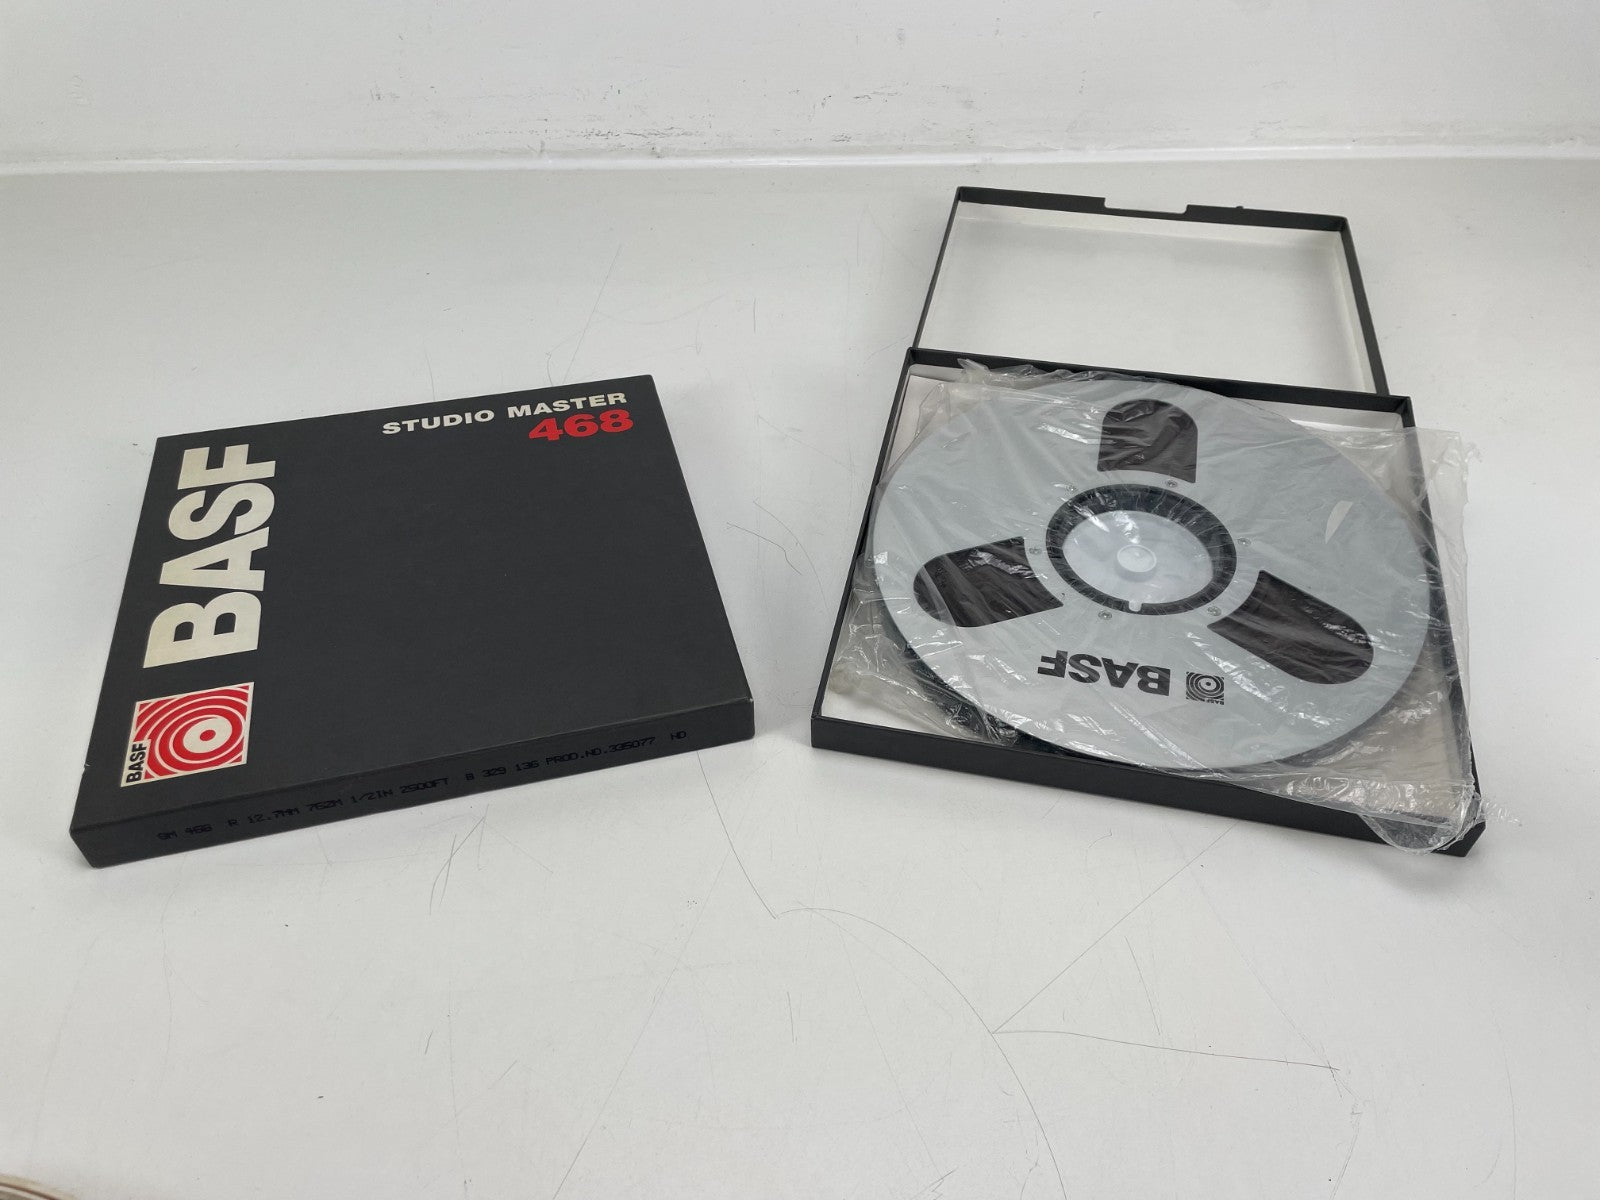 STUDIO MASTER
468
BASF
BASF
SM 468 R 12.7MM 762M 1/2IN 2500FT B 329 136 PROD.NO.335077 ND
BASF
BASF